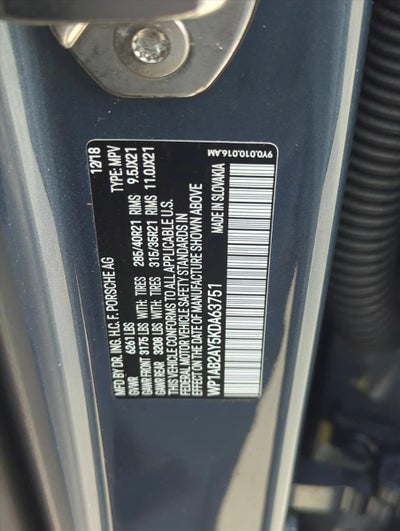 MFD BY DR. ING. H.C. F. PORSCHE AG 12/18
GVWR 6261 LBS TYPE: MPV
GAWR FRONT 3175 LBS WITH: TIRES 285/40R21 RIMS 9.5JX21
GAWR REAR 3208 LBS WITH: TIRES 315/35R21 RIMS 11.0JX21
THIS VEHICLE CONFORMS TO ALL APPLICABLE U.S.
FEDERAL MOTOR VEHICLE SAFETY STANDARDS IN
EFFECT ON THE DATE OF MANUFACTURE SHOWN ABOVE
WP1AB2AY5KDA63751 MADE IN SLOVAKIA
9Y0.010.016.AM